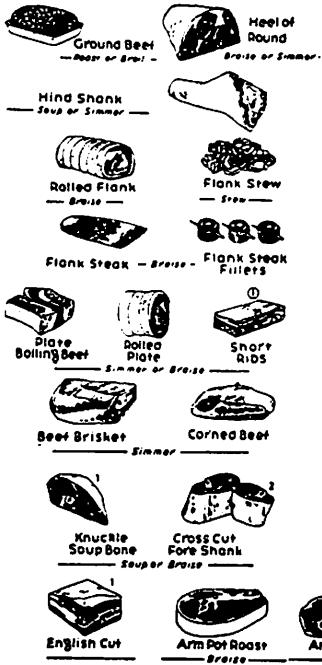 Ground Beef
Roast or Broil
Heel of
Round
Braise or Simmer
Hind Shank
Soup or Simmer
Rolled Flank
Braise
Flank Stew
Stew
Flank Steak
Braise
Flank Steak
Fillets
Plate
Boiling Beef
Rolled
Plate
1
Short
Ribs
Simmer or Braise
Beef Brisket
Corned Beef
Simmer
1
Knuckle
Soup Bone
2
Cross Cut
Fore Shank
Soup or Braise
1
English Cut
Arm Pot Roast
Braise